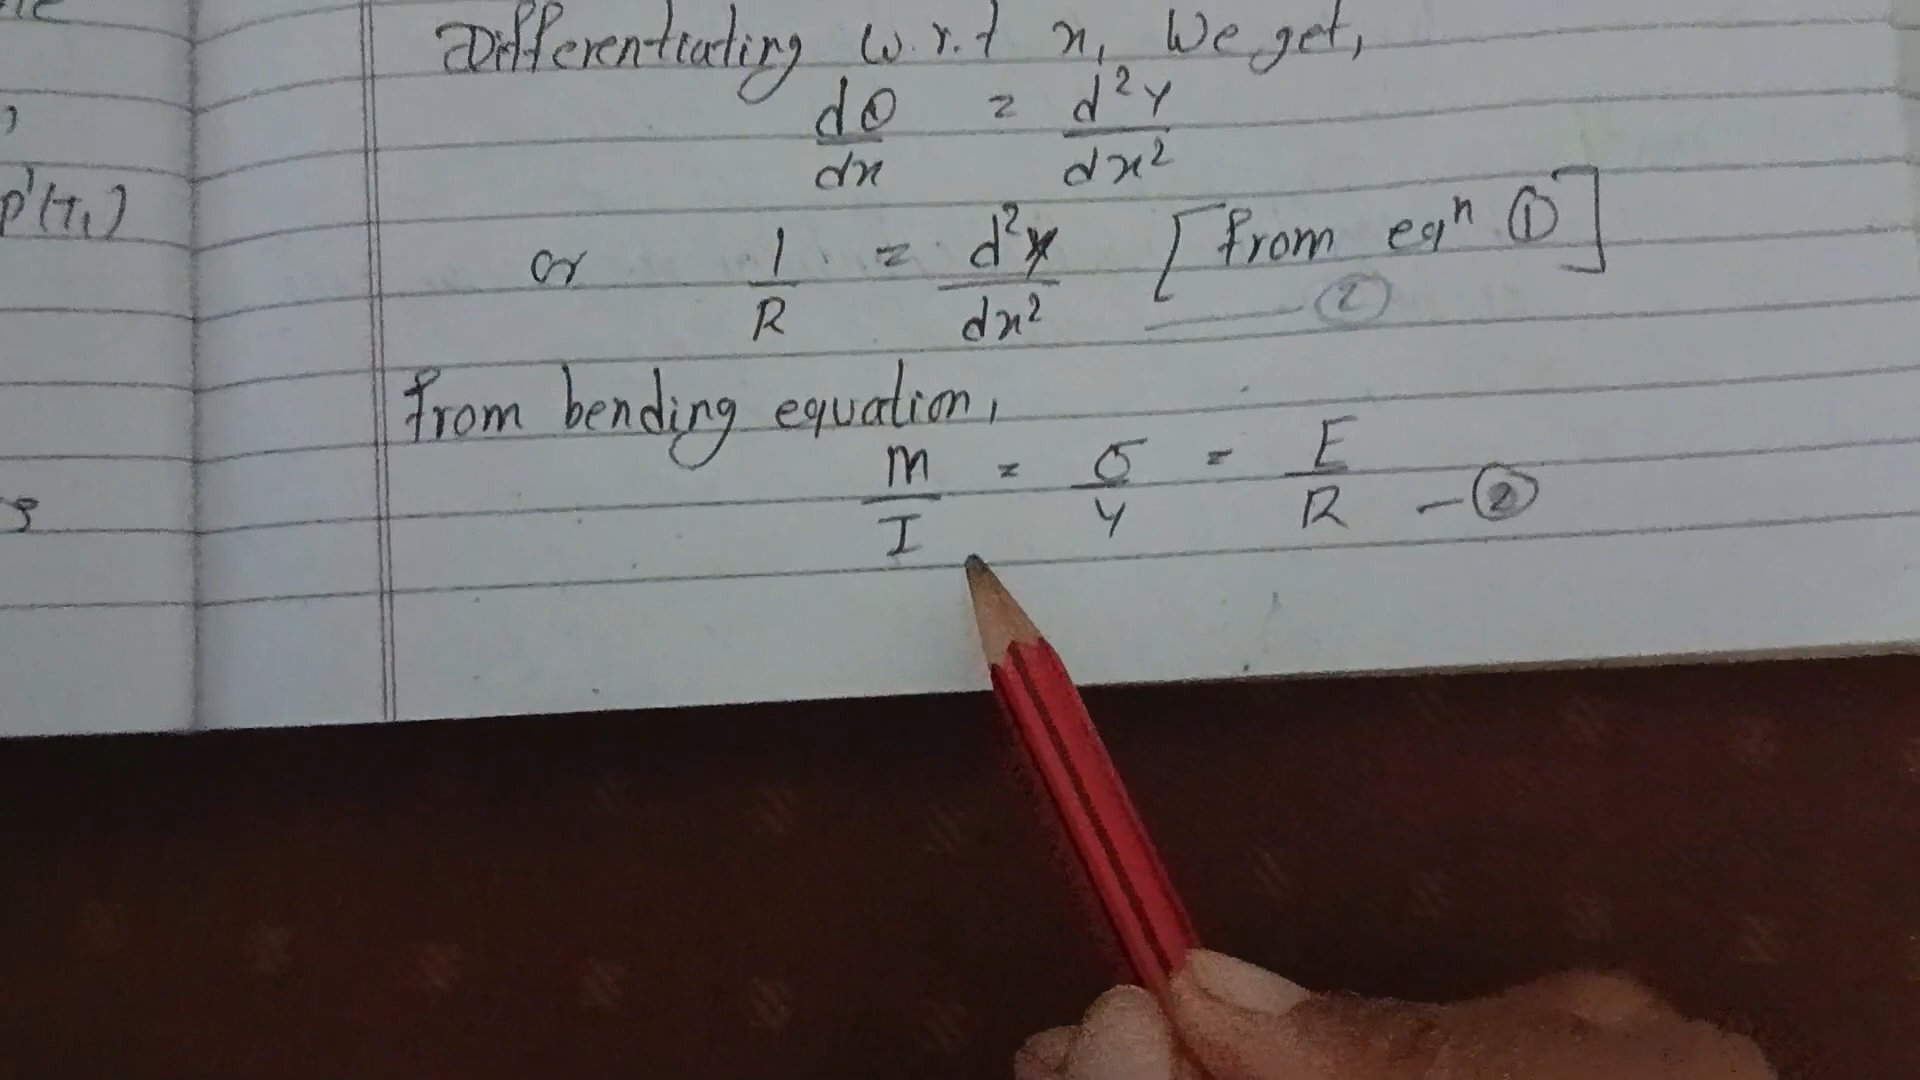 P'(T₁)
Differentiating w.r.t x, We get,
dθ/dx = d²y/dx²
or 1/R = d²y/dx² [from eqⁿ ①]
②
from bending equation,
M/I = σ/y = E/R - ②